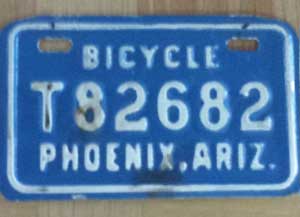 BICYCLE
T82682
PHOENIX, ARIZ.